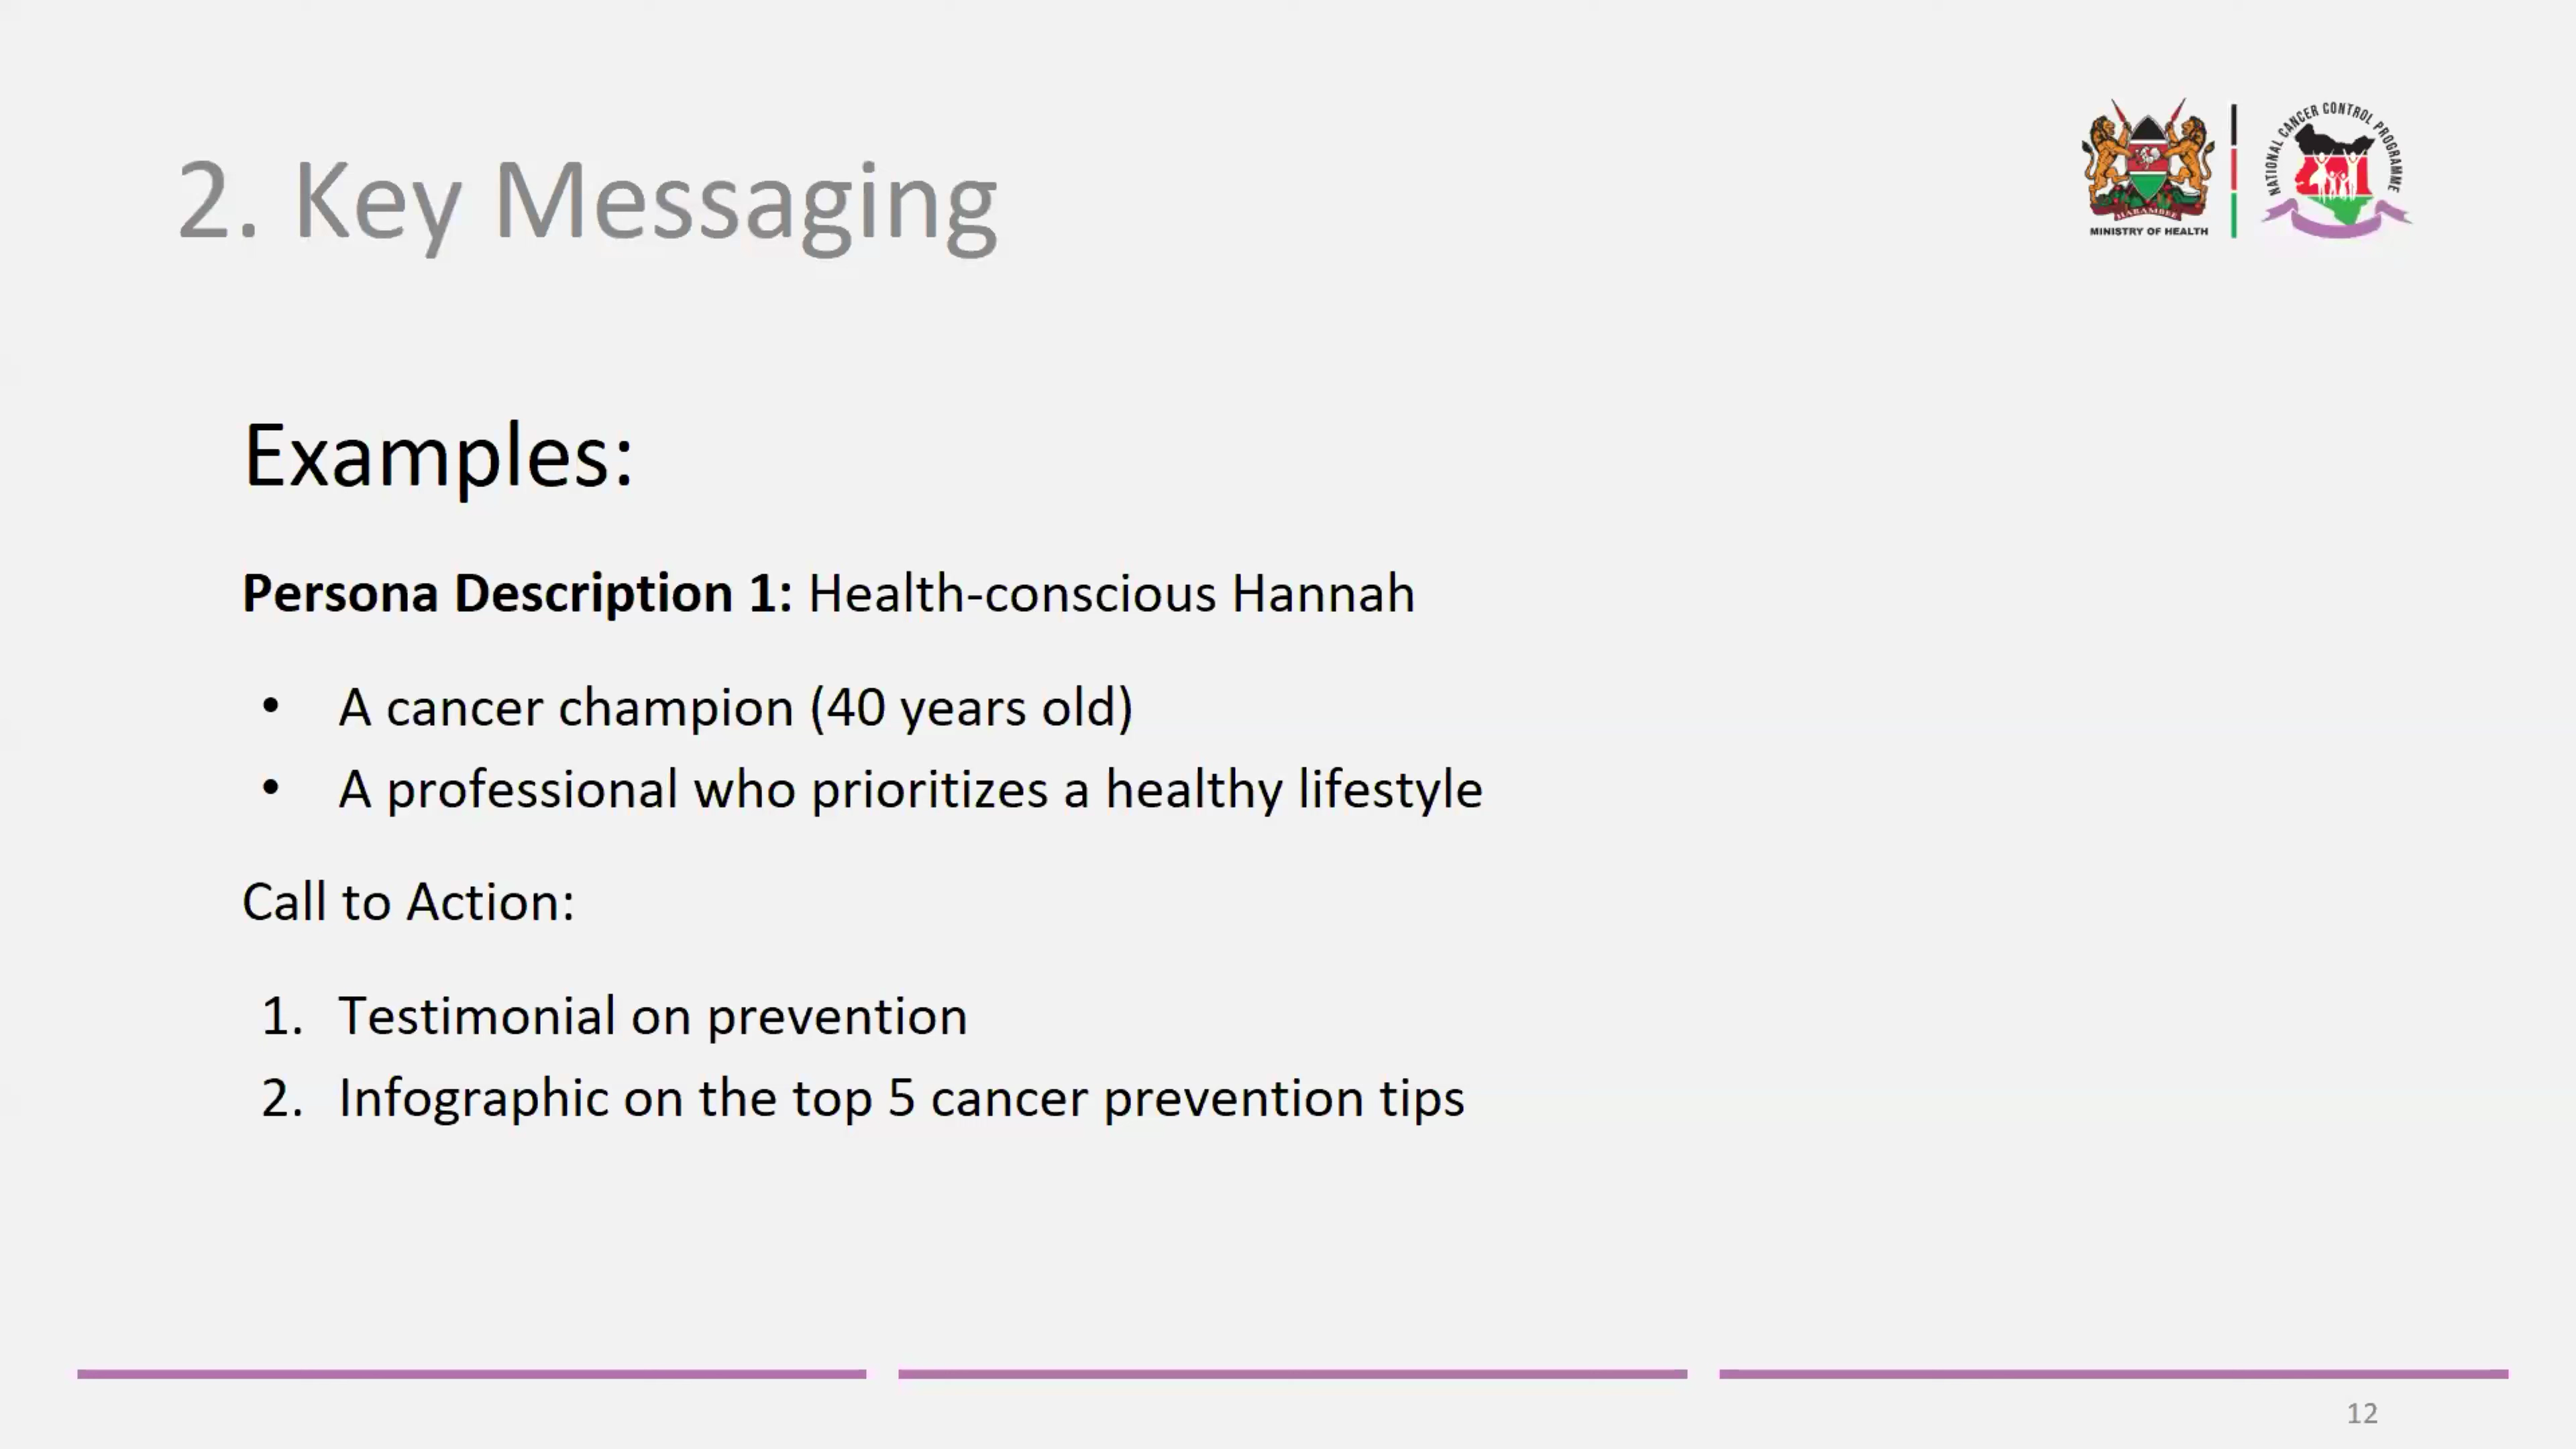 2. Key Messaging
HARAMBEE
MINISTRY OF HEALTH
NATIONAL CANCER CONTROL PROGRAMME
Examples:
Persona Description 1: Health-conscious Hannah
• A cancer champion (40 years old)
• A professional who prioritizes a healthy lifestyle
Call to Action:
1. Testimonial on prevention
2. Infographic on the top 5 cancer prevention tips
12